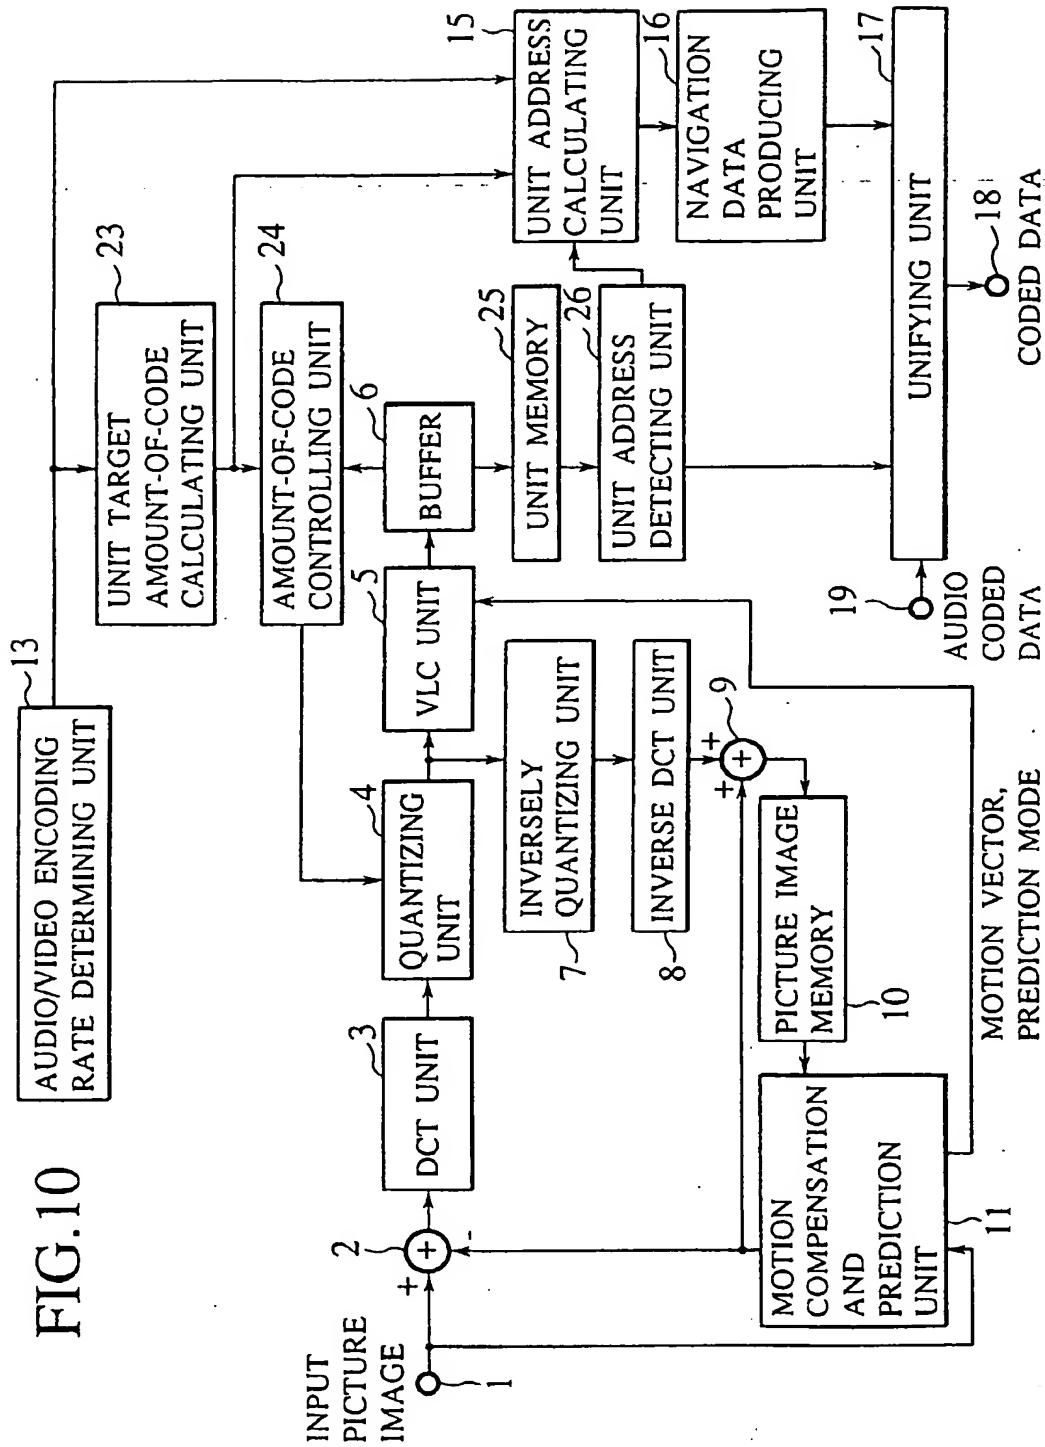 FIG.10
AUDIO/VIDEO ENCODING
RATE DETERMINING UNIT
13
UNIT TARGET
AMOUNT-OF-CODE
CALCULATING UNIT
23
AMOUNT-OF-CODE
CONTROLLING UNIT
24
INPUT
PICTURE
IMAGE
1
+
+
-
2
DCT UNIT
3
QUANTIZING
UNIT
4
VLC UNIT
5
BUFFER
6
UNIT MEMORY
25
UNIT ADDRESS
DETECTING UNIT
26
UNIT ADDRESS
CALCULATING
UNIT
15
NAVIGATION
DATA
PRODUCING
UNIT
16
UNIFYING UNIT
17
18
CODED DATA
19
AUDIO
CODED
DATA
INVERSELY
QUANTIZING UNIT
7
INVERSE DCT UNIT
8
+
+
+
9
PICTURE IMAGE
MEMORY
10
MOTION
COMPENSATION
AND
PREDICTION
UNIT
11
MOTION VECTOR,
PREDICTION MODE